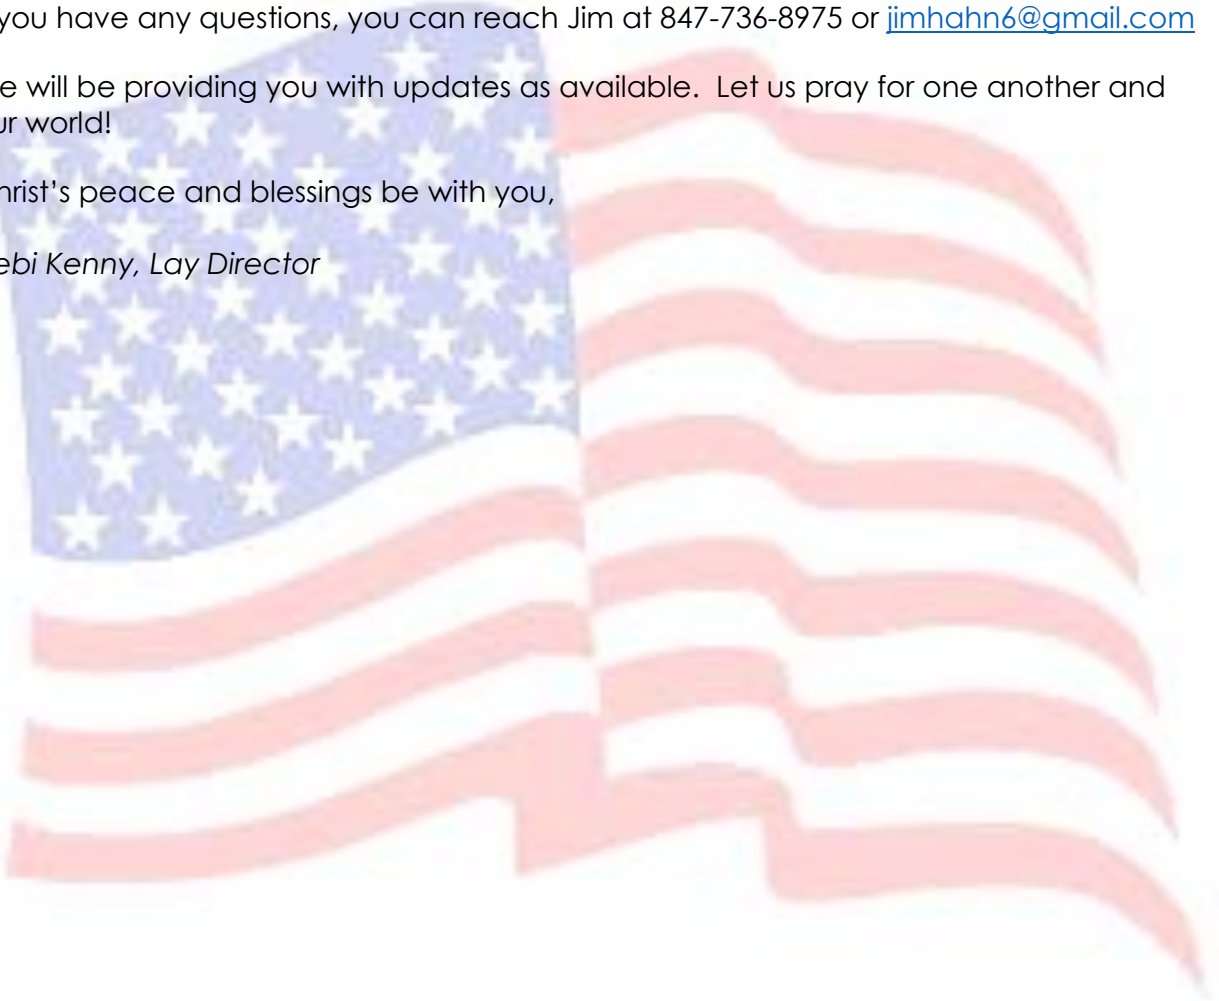 you have any questions, you can reach Jim at 847-736-8975 or jimhahn6@gmail.com
e will be providing you with updates as available.  Let us pray for one another and
ur world!
hrist's peace and blessings be with you,
ebi Kenny, Lay Director